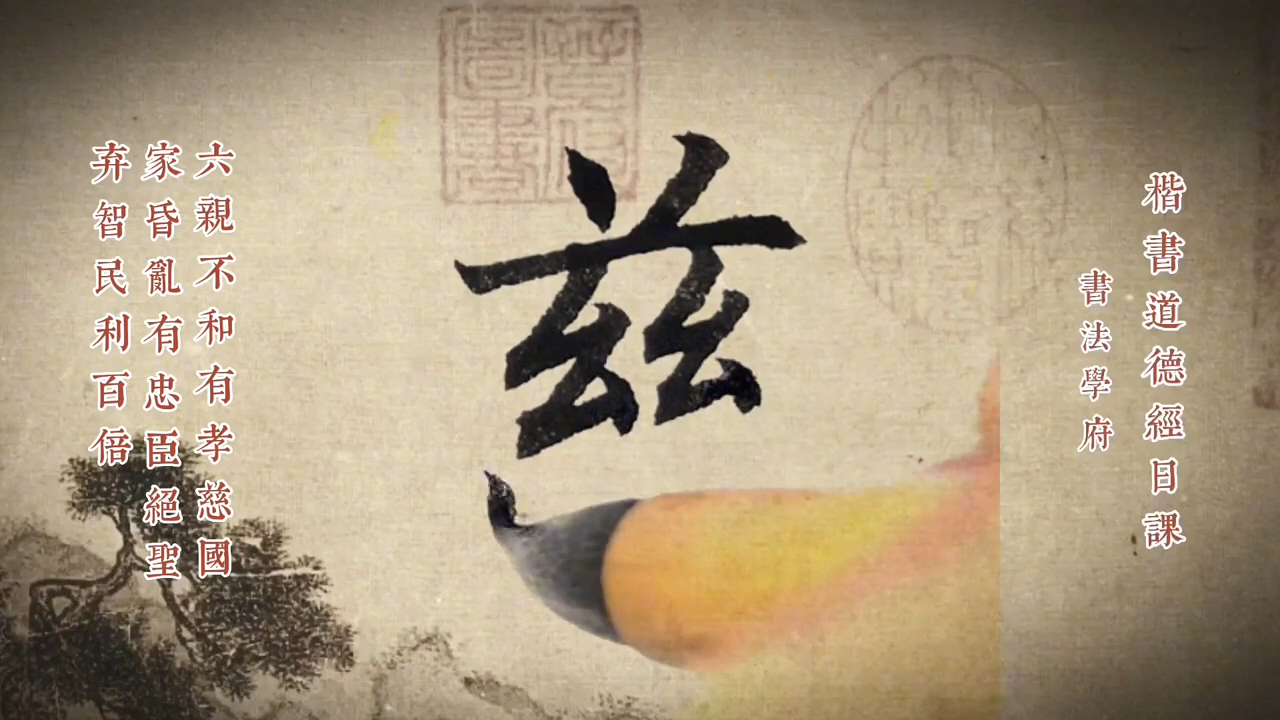 楷書道德經日課
書法學府
兹
六親不和有孝慈國
家昏亂有忠臣絕聖
弃智民利百倍